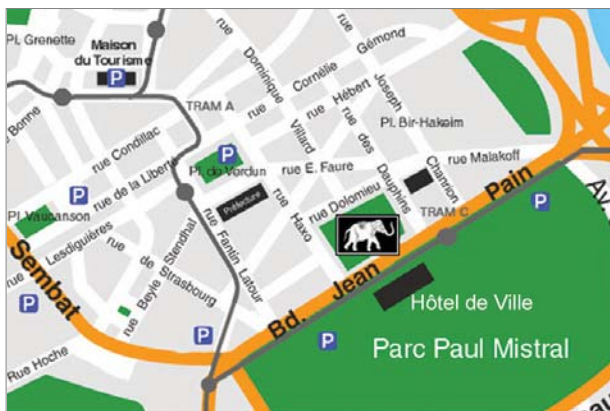 Pl. Grenette
Maison
du Tourisme
P
rue
Dominique
Villard
rue
Cornélie
Gémond
rue
Hébert
rue
Joseph
Chanrion
Pl. Bir-Hakeim
TRAM A
rue Condillac
rue de la Liberté
Pl. de Verdun
P
rue E. Faure
rue
des
Dauphins
rue Malakoff
Préfecture
rue
Haxo
rue Dolomieu
TRAM C
Pain
P
Pl. Vaucanson
P
rue
Lesdiguières
rue
de
Strasbourg
rue Beyle Stendhal
rue Fantin Latour
Sembat
P
P
Bd.
Jean
P
Hôtel de Ville
Parc Paul Mistral
Rue Hoche